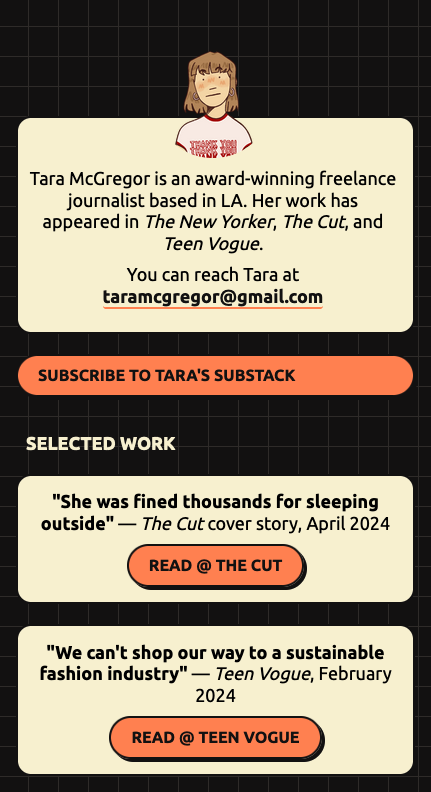 THANK YOU
Tara McGregor is an award-winning freelance
journalist based in LA. Her work has
appeared in The New Yorker, The Cut, and
Teen Vogue.
You can reach Tara at
taramcgregor@gmail.com
SUBSCRIBE TO TARA'S SUBSTACK
SELECTED WORK
"She was fined thousands for sleeping
outside" — The Cut cover story, April 2024
READ @ THE CUT
"We can't shop our way to a sustainable
fashion industry" — Teen Vogue, February
2024
READ @ TEEN VOGUE